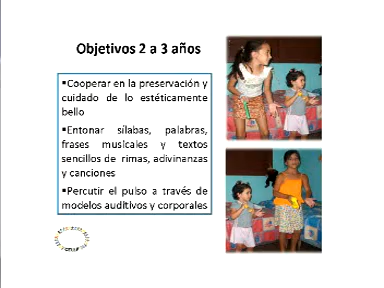 Objetivos 2 a 3 años
▪Cooperar en la preservación y
cuidado de lo estéticamente
bello
▪Entonar sílabas, palabras,
frases musicales y textos
sencillos de rimas, adivinanzas
y canciones
▪Percutir el pulso a través de
modelos auditivos y corporales